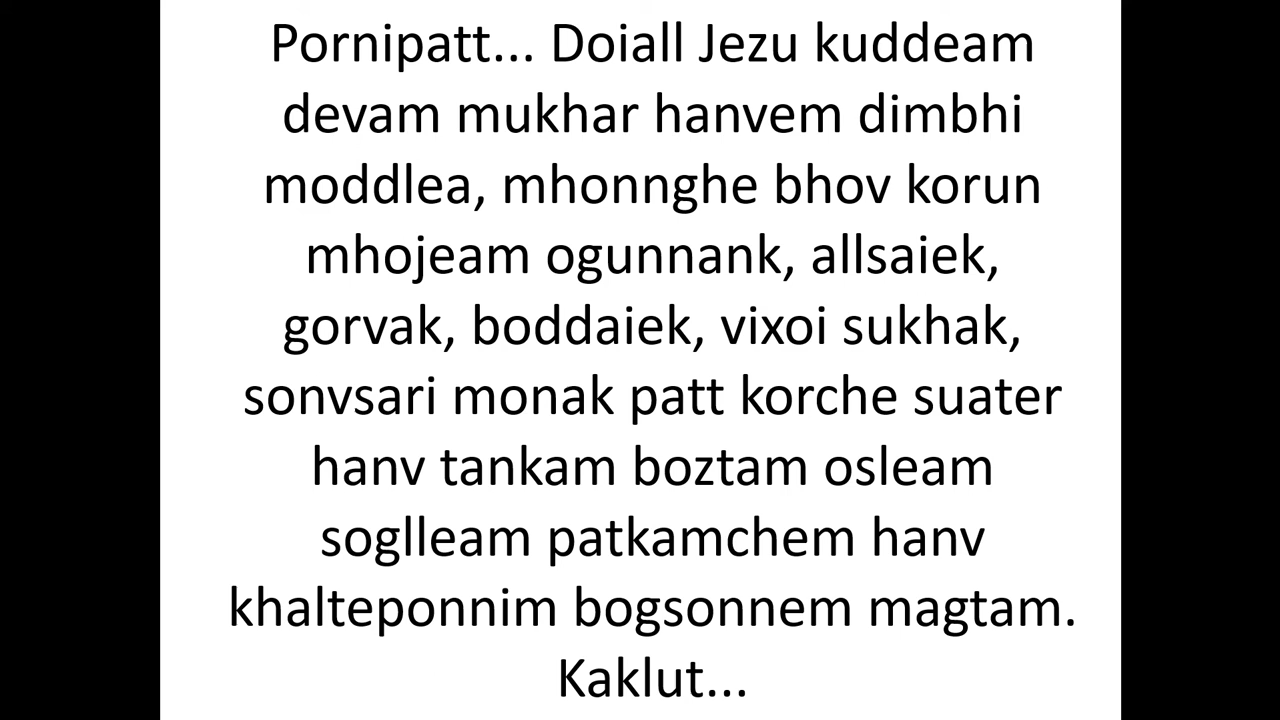 Pornipatt... Doiall Jezu kuddeam
devam mukhar hanvem dimbhi
moddlea, mhonnghe bhov korun
mhojeam ogunnank, allsaiek,
gorvak, boddaiek, vixoi sukhak,
sonvsari monak patt korche suater
hanv tankam boztam osleam
soglleam patkamchem hanv
khalteponnim bogsonnem magtam.
Kaklut...